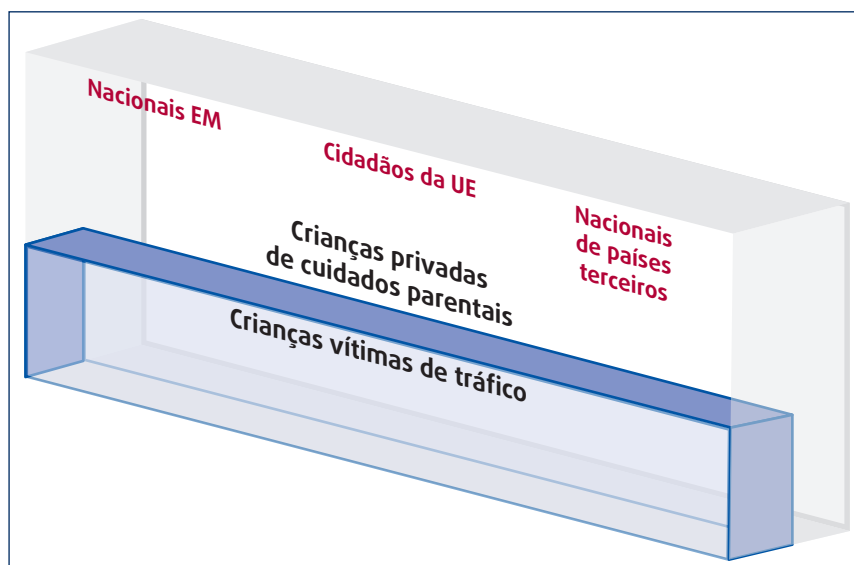 Nacionais EM
Cidadãos da UE
Nacionais
de países
terceiros
Crianças privadas
de cuidados parentais
Crianças vítimas de tráfico